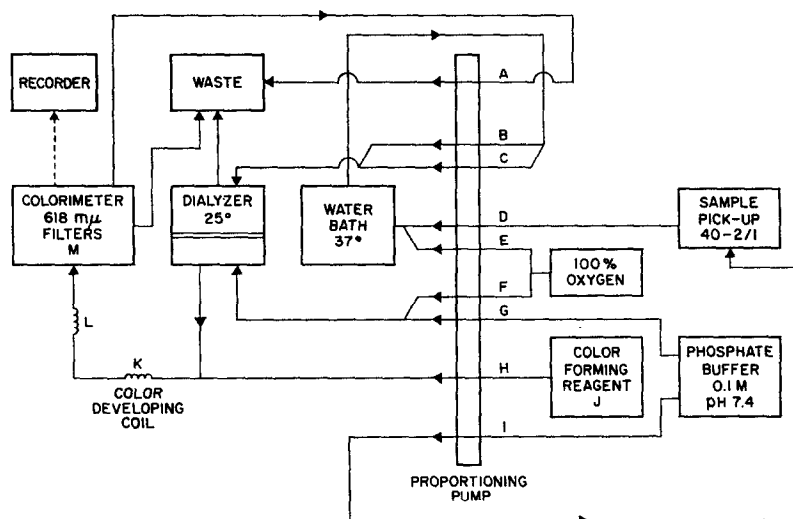 A
RECORDER
WASTE
B
C
COLORIMETER
618 mμ
FILTERS
M
DIALYZER
25°
WATER
BATH
37°
D
E
SAMPLE
PICK-UP
40-2/1
100%
OXYGEN
F
G
L
K
COLOR
DEVELOPING
COIL
H
COLOR
FORMING
REAGENT
J
PHOSPHATE
BUFFER
0.1 M
pH 7.4
I
PROPORTIONING
PUMP